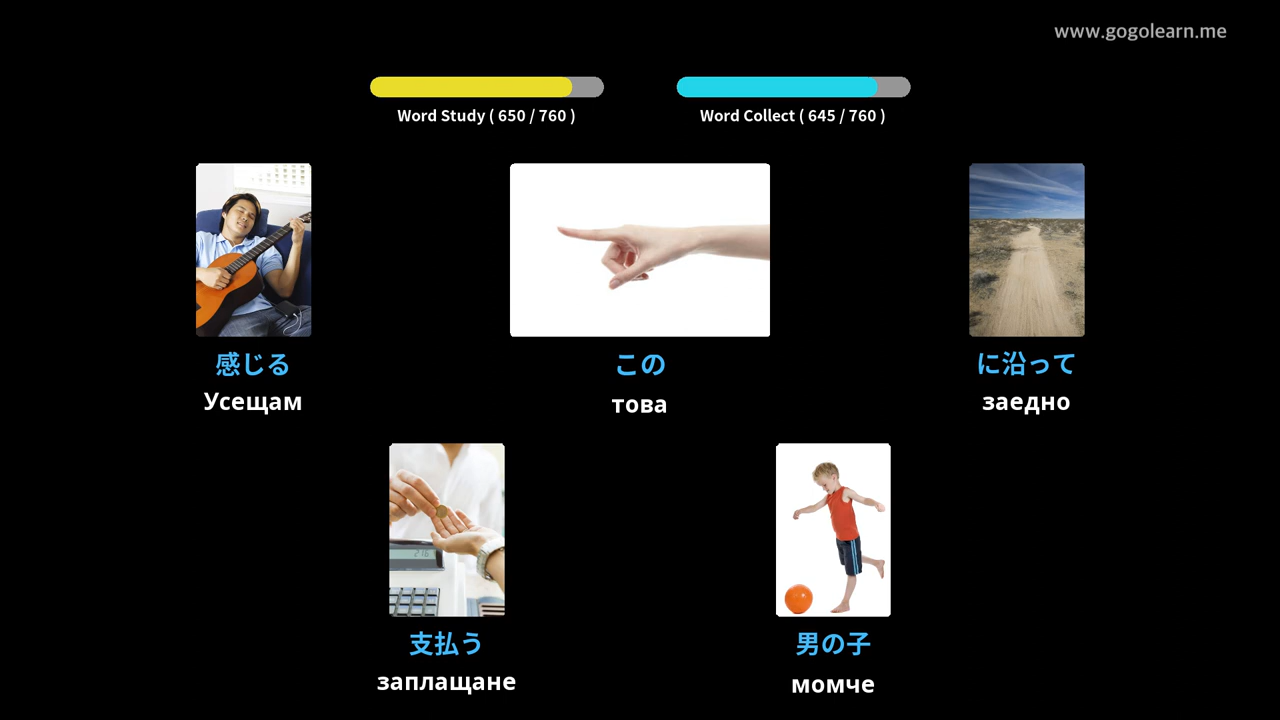 www.gogolearn.me
Word Study ( 650 / 760 )
Word Collect ( 645 / 760 )
感じる
Усещам
この
това
に沿って
заедно
支払う
заплащане
男の子
момче